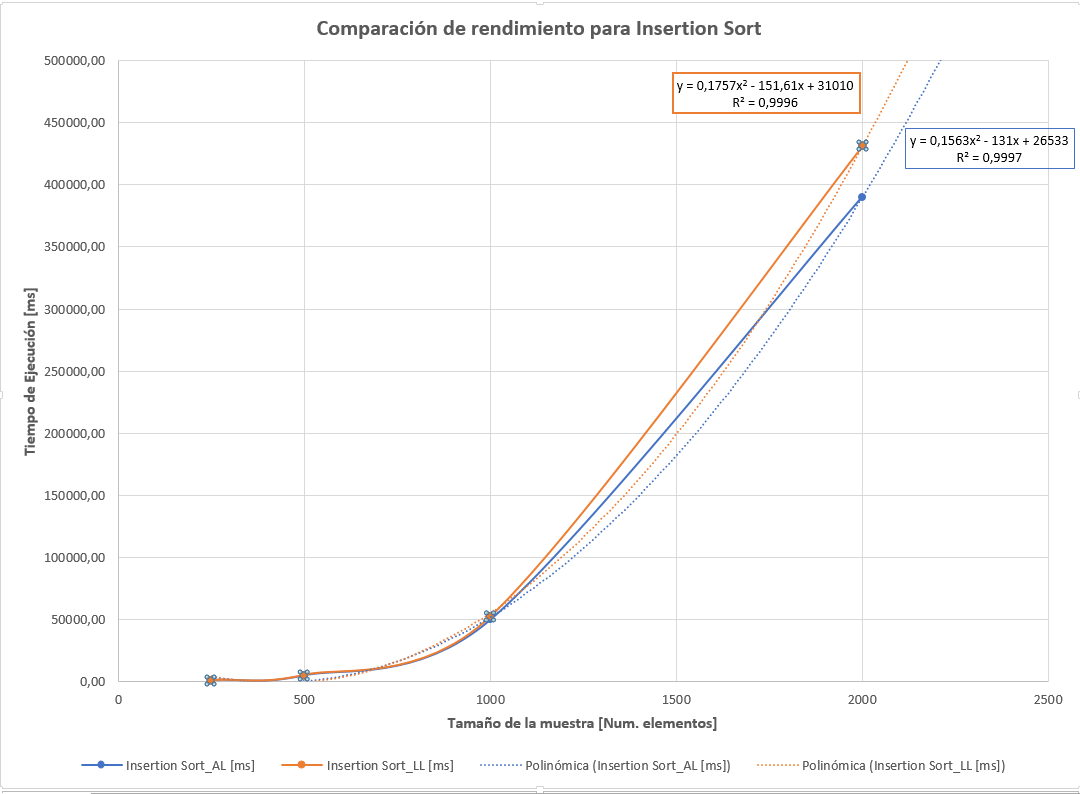 Comparación de rendimiento para Insertion Sort
500000,00
450000,00
400000,00
350000,00
300000,00
250000,00
200000,00
150000,00
100000,00
50000,00
0,00
Tiempo de Ejecución [ms]
y = 0,1757x² - 151,61x + 31010
R² = 0,9996
y = 0,1563x² - 131x + 26533
R² = 0,9997
0 500 1000 1500 2000 2500
Tamaño de la muestra [Num. elementos]
Insertion Sort_AL [ms] Insertion Sort_LL [ms] Polinómica (Insertion Sort_AL [ms]) Polinómica (Insertion Sort_LL [ms])